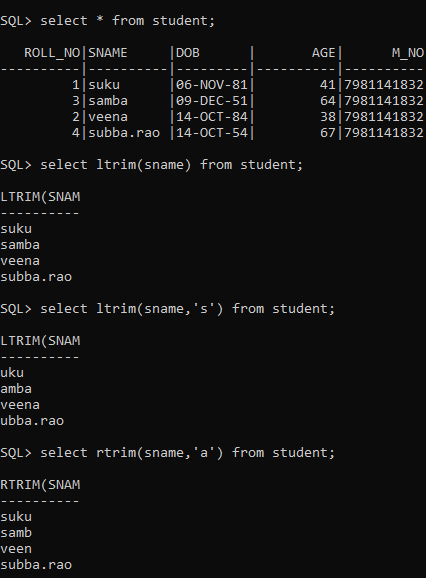 SQL> select * from student;
   ROLL_NO|SNAME     |DOB      |       AGE|      M_NO
----------|----------|---------|----------|----------
         1|suku      |06-NOV-81|        41|7981141832
         3|samba     |09-DEC-51|        64|7981141832
         2|veena     |14-OCT-84|        38|7981141832
         4|subba.rao |14-OCT-54|        67|7981141832
SQL> select ltrim(sname) from student;
LTRIM(SNAM
----------
suku
samba
veena
subba.rao
SQL> select ltrim(sname,'s') from student;
LTRIM(SNAM
----------
uku
amba
veena
ubba.rao
SQL> select rtrim(sname,'a') from student;
RTRIM(SNAM
----------
suku
samb
veen
subba.rao